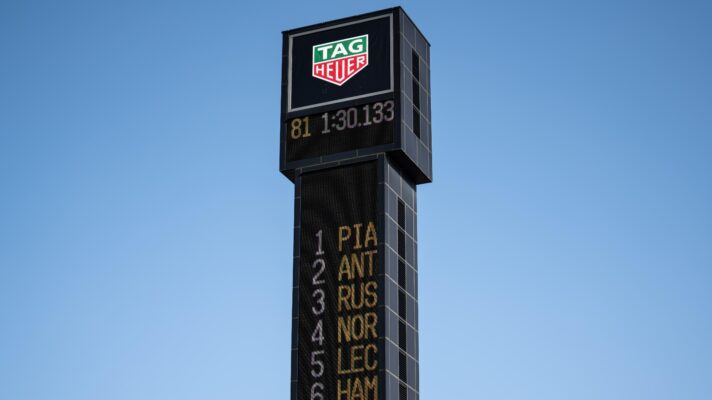 TAG
HEUER
81 1:30.133
1 PIA
2 ANT
3 RUS
4 NOR
5 LEC
6 HAM